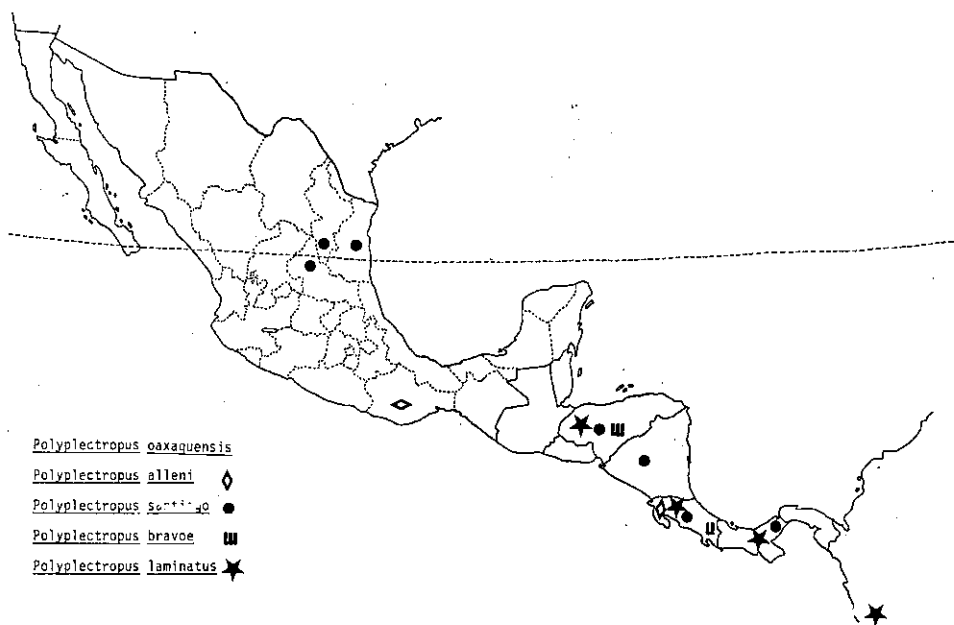 Polyplectropus oaxaquensis
Polyplectropus alleni
Polyplectropus
Polyplectropus bravoe
Polyplectropus laminatus